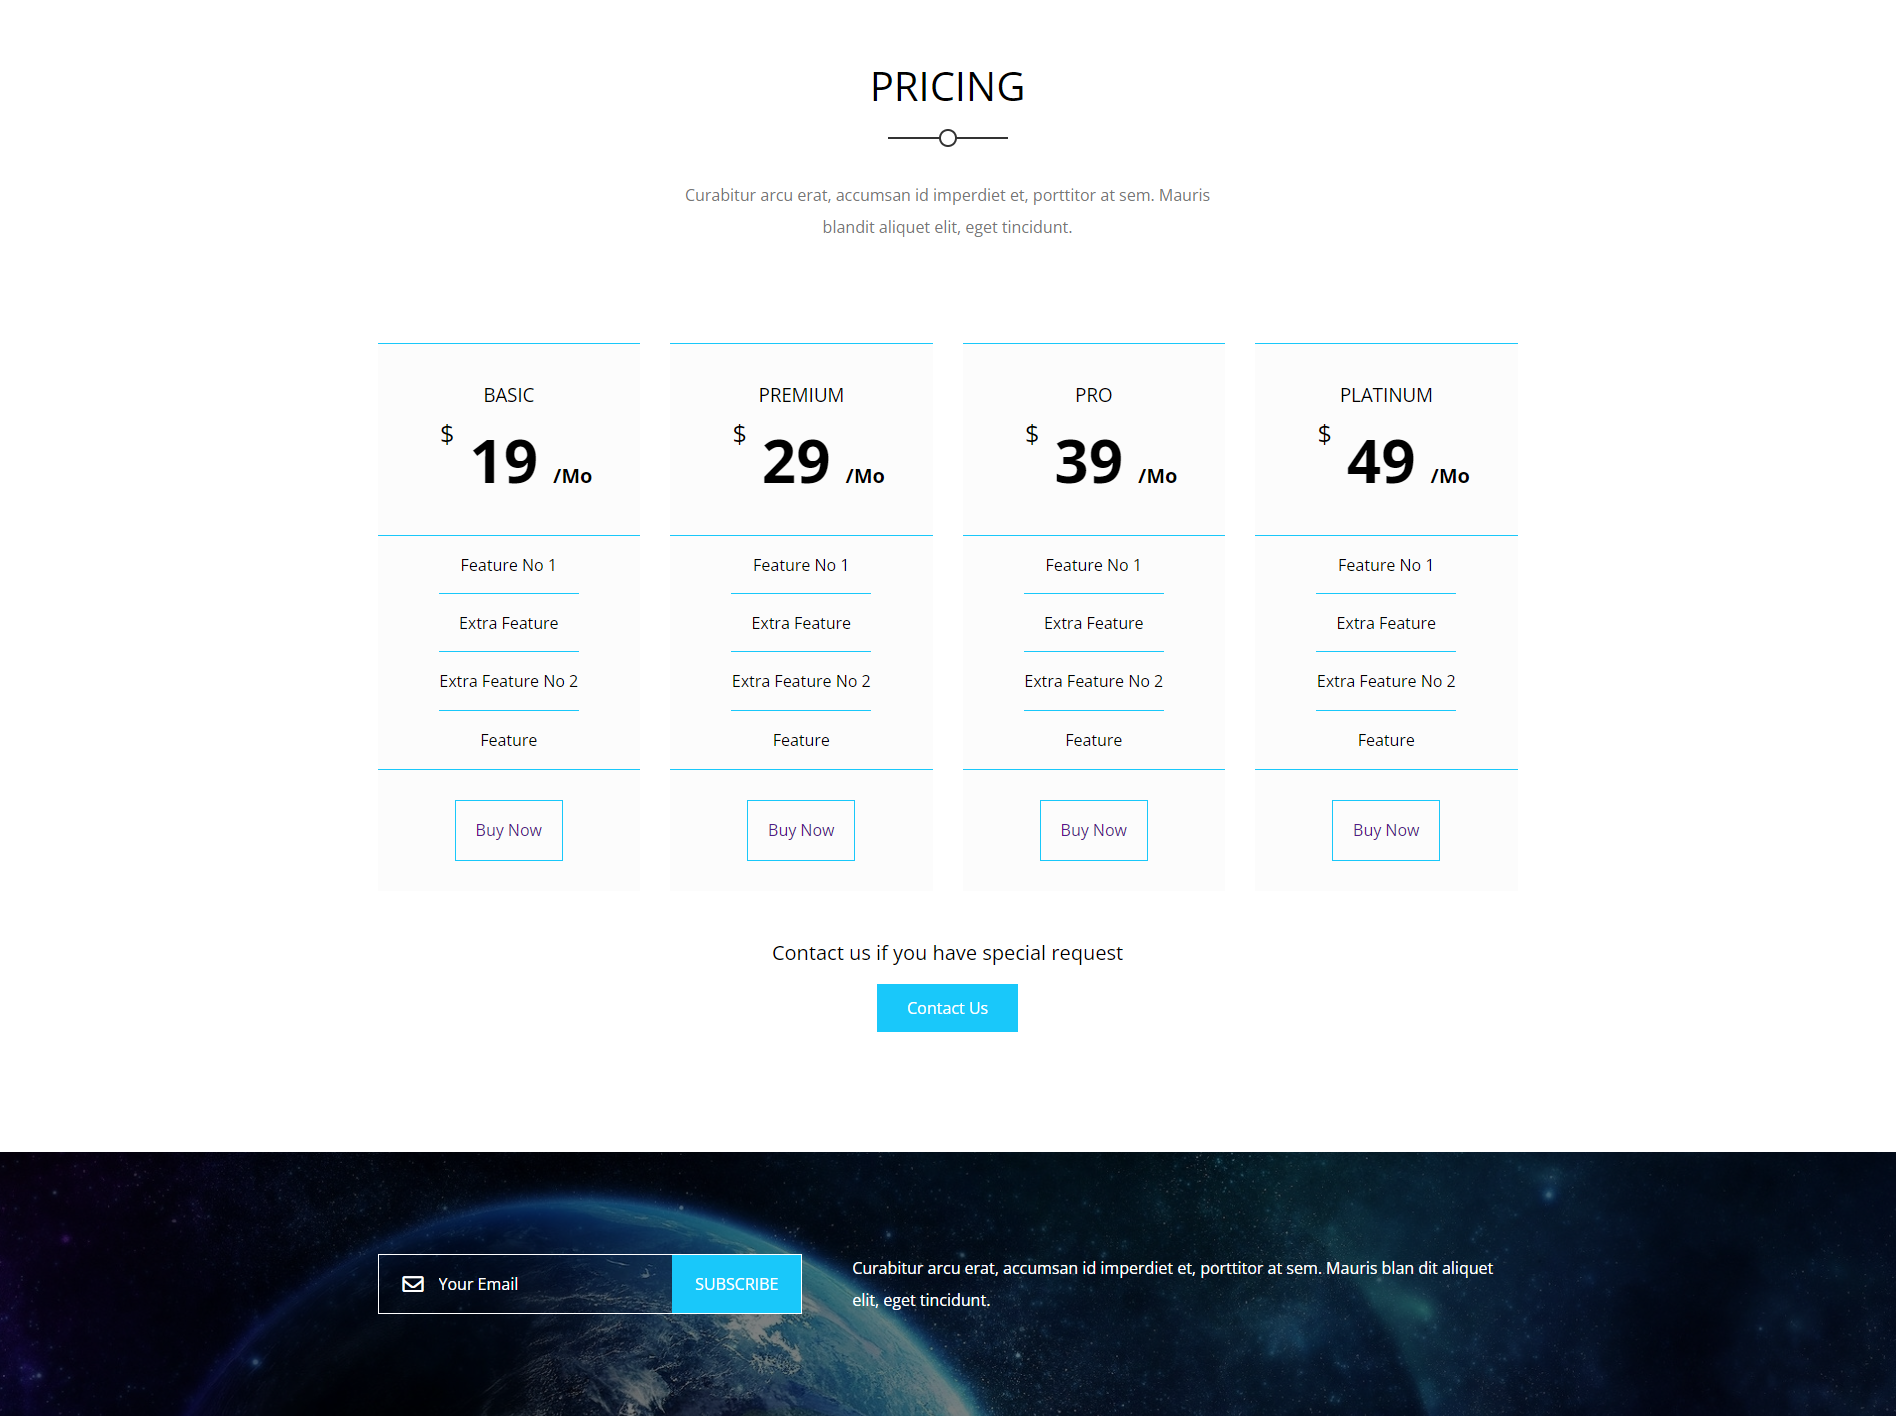 PRICING
Curabitur arcu erat, accumsan id imperdiet et, porttitor at sem. Mauris
blandit aliquet elit, eget tincidunt.
BASIC
$ 19 /Mo
Feature No 1
Extra Feature
Extra Feature No 2
Feature
Buy Now
PREMIUM
$ 29 /Mo
Feature No 1
Extra Feature
Extra Feature No 2
Feature
Buy Now
PRO
$ 39 /Mo
Feature No 1
Extra Feature
Extra Feature No 2
Feature
Buy Now
PLATINUM
$ 49 /Mo
Feature No 1
Extra Feature
Extra Feature No 2
Feature
Buy Now
Contact us if you have special request
Contact Us
Your Email
SUBSCRIBE
Curabitur arcu erat, accumsan id imperdiet et, porttitor at sem. Mauris blan dit aliquet
elit, eget tincidunt.